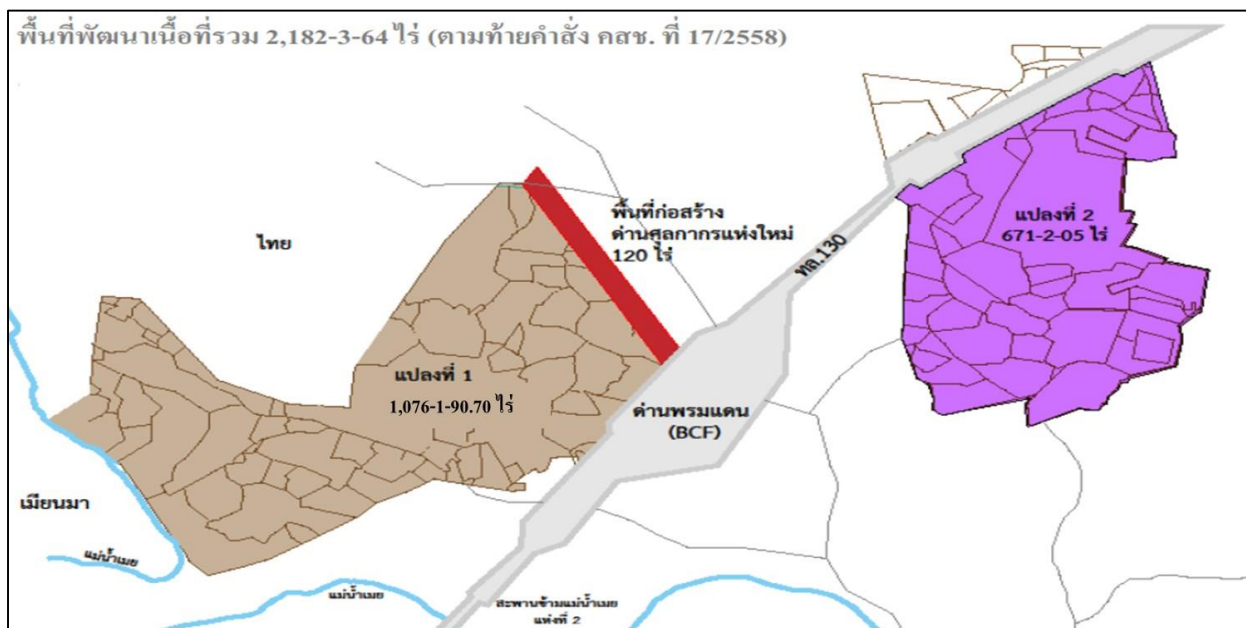 พื้นที่พัฒนาเนื้อที่รวม 2,182-3-64 ไร่ (ตามท้ายคำสั่ง คสช. ที่ 17/2558)
พื้นที่ก่อสร้าง
ด่านศุลกากรแห่งใหม่
120 ไร่
ไทย
ทล.130
แปลงที่ 2
671-2-05 ไร่
แปลงที่ 1
1,076-1-90.70 ไร่
ด่านพรมแดน
(BCF)
เมียนมา
แม่น้ำเมย
แม่น้ำเมย
สะพานข้ามแม่น้ำเมย
แห่งที่ 2